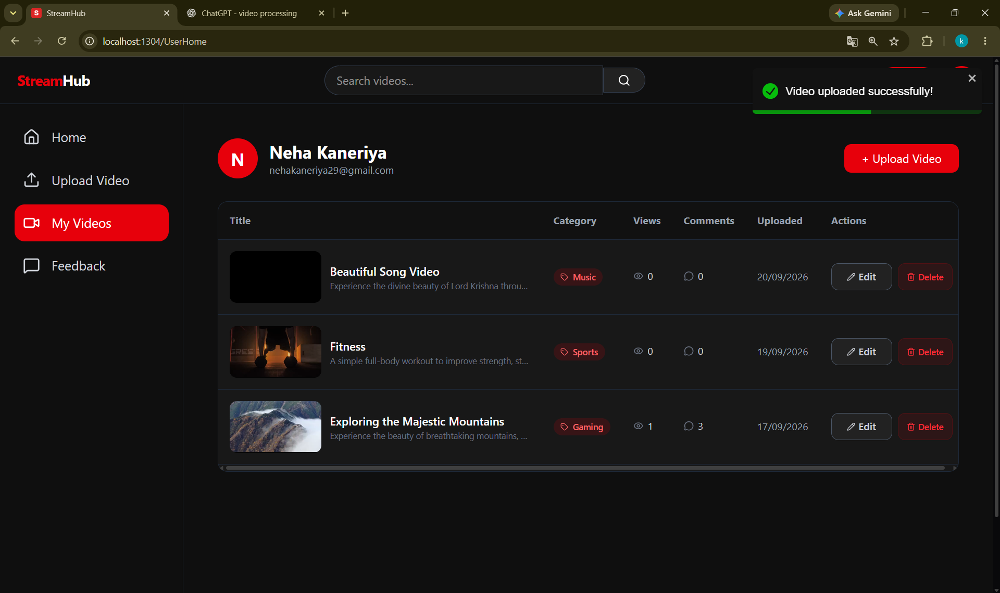 StreamHub
ChatGPT - video processing
Ask Gemini
localhost:1304/UserHome
k
StreamHub
Search videos...
Video uploaded successfully!
Home
Upload Video
My Videos
Feedback
N
Neha Kaneriya
nehakaneriya29@gmail.com
+ Upload Video
Title Category Views Comments Uploaded Actions
Beautiful Song Video
Experience the divine beauty of Lord Krishna throu...
Music 0 0 20/09/2026 Edit Delete
Fitness
A simple full-body workout to improve strength, st...
Sports 0 0 19/09/2026 Edit Delete
Exploring the Majestic Mountains
Experience the beauty of breathtaking mountains, ...
Gaming 1 3 17/09/2026 Edit Delete